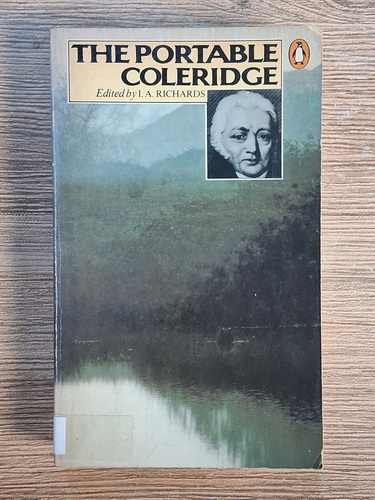 THE PORTABLE
COLERIDGE
Edited by I. A. RICHARDS